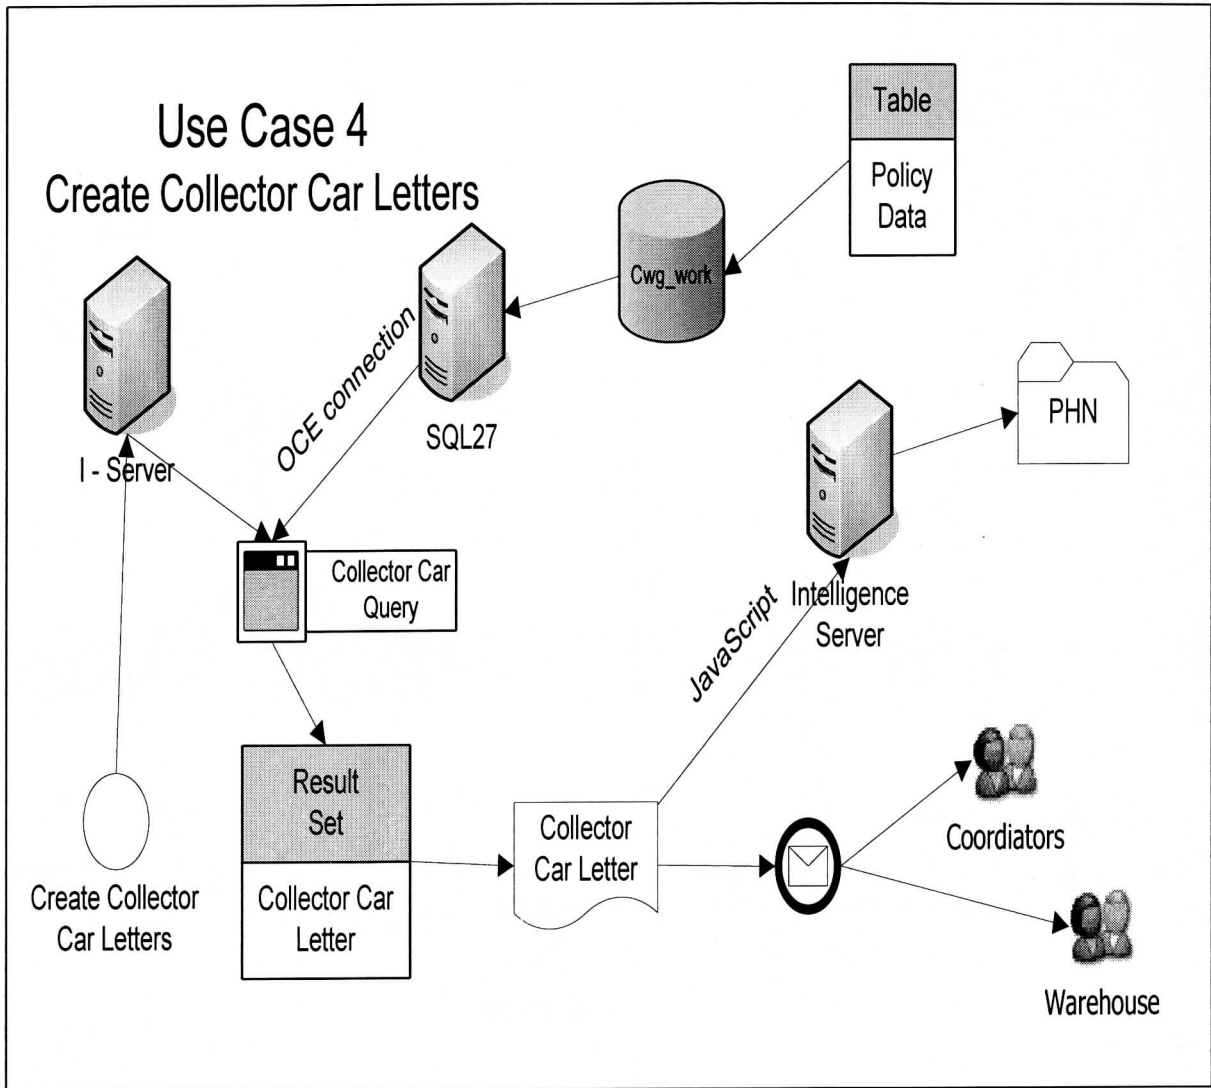 Use Case 4
Create Collector Car Letters
Table
Policy
Data
Cwg_work
OCE connection
SQL27
I - Server
PHN
Collector Car
Query
JavaScript
Intelligence
Server
Result
Set
Collector Car
Letter
Collector
Car Letter
Coordiators
Create Collector
Car Letters
Warehouse